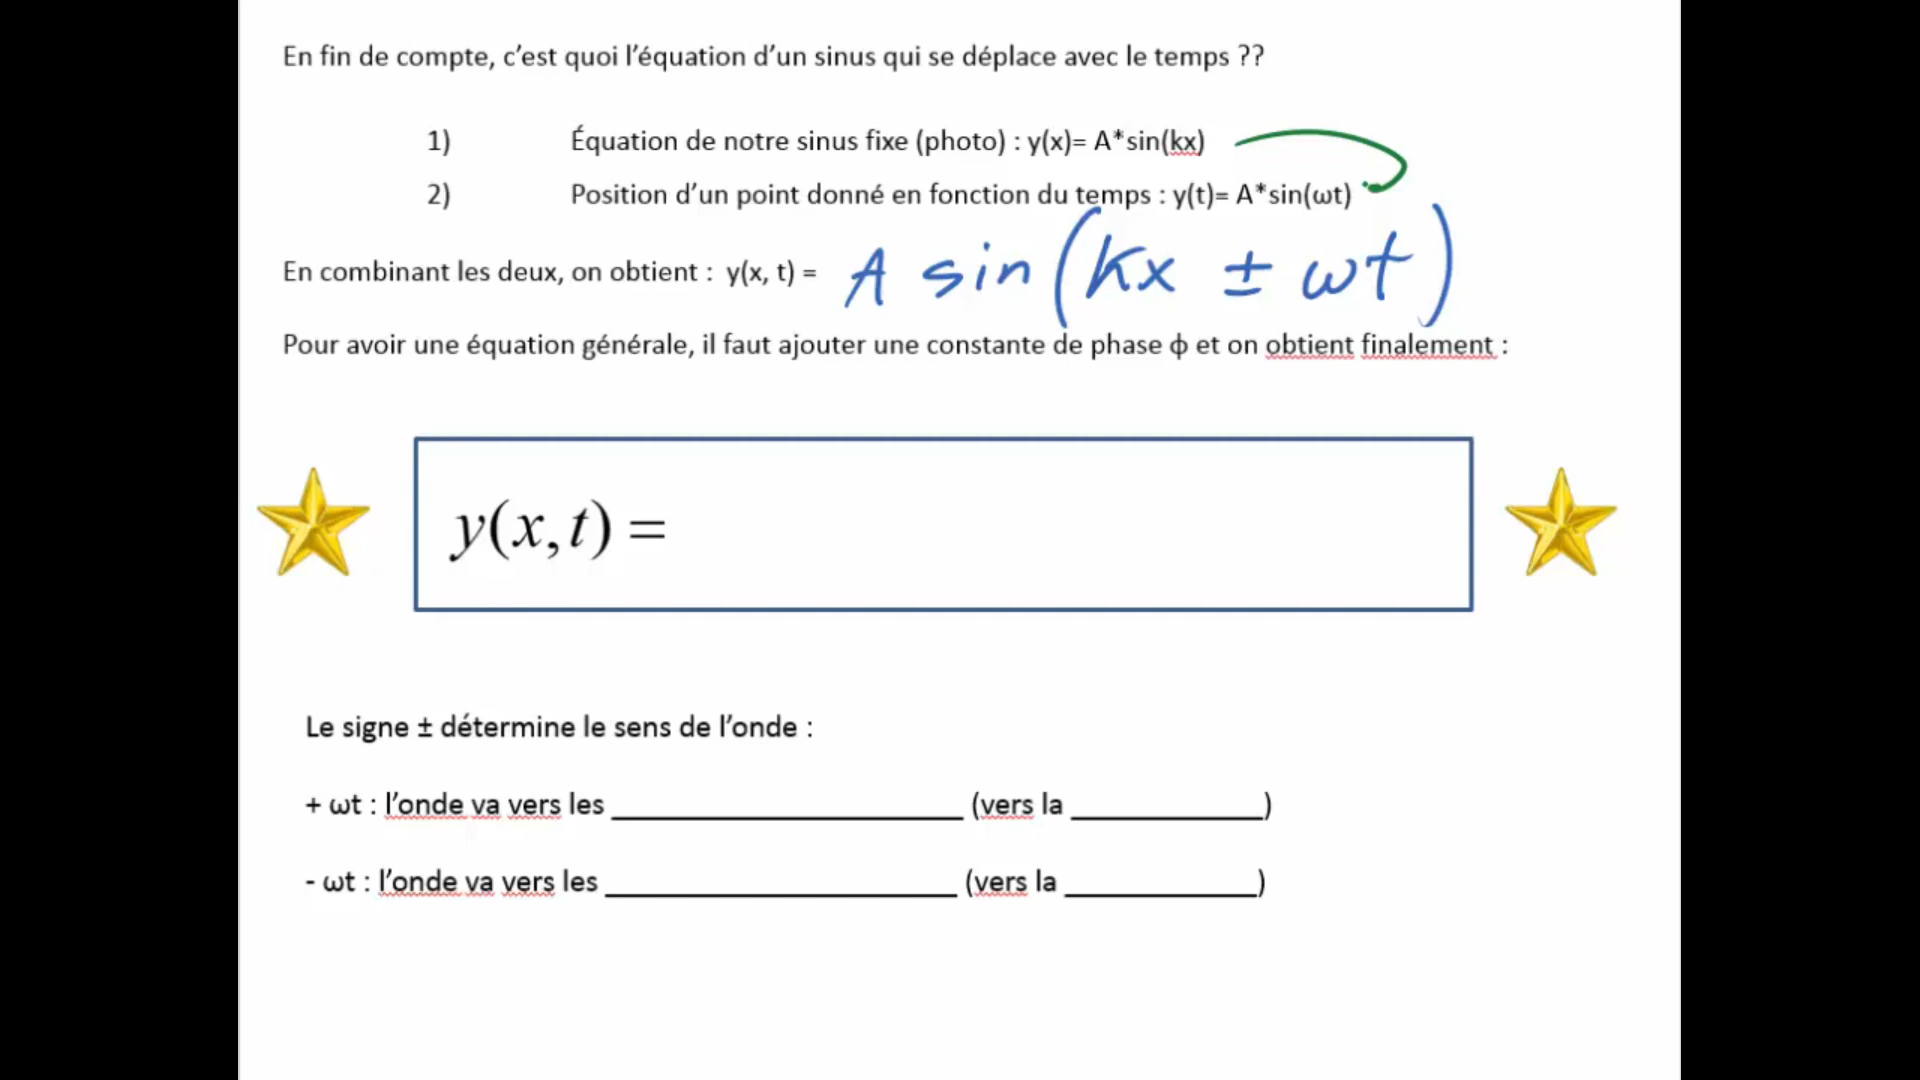 En fin de compte, c’est quoi l’équation d’un sinus qui se déplace avec le temps ??
1) Équation de notre sinus fixe (photo) : y(x)= A*sin(kx)
2) Position d’un point donné en fonction du temps : y(t)= A*sin(ωt)
En combinant les deux, on obtient : y(x, t) = A sin(kx ± ωt)
Pour avoir une équation générale, il faut ajouter une constante de phase ϕ et on obtient finalement :
y(x,t) =
Le signe ± détermine le sens de l’onde :
+ ωt : l’onde va vers les ______________________ (vers la ____________)
- ωt : l’onde va vers les ______________________ (vers la ____________)